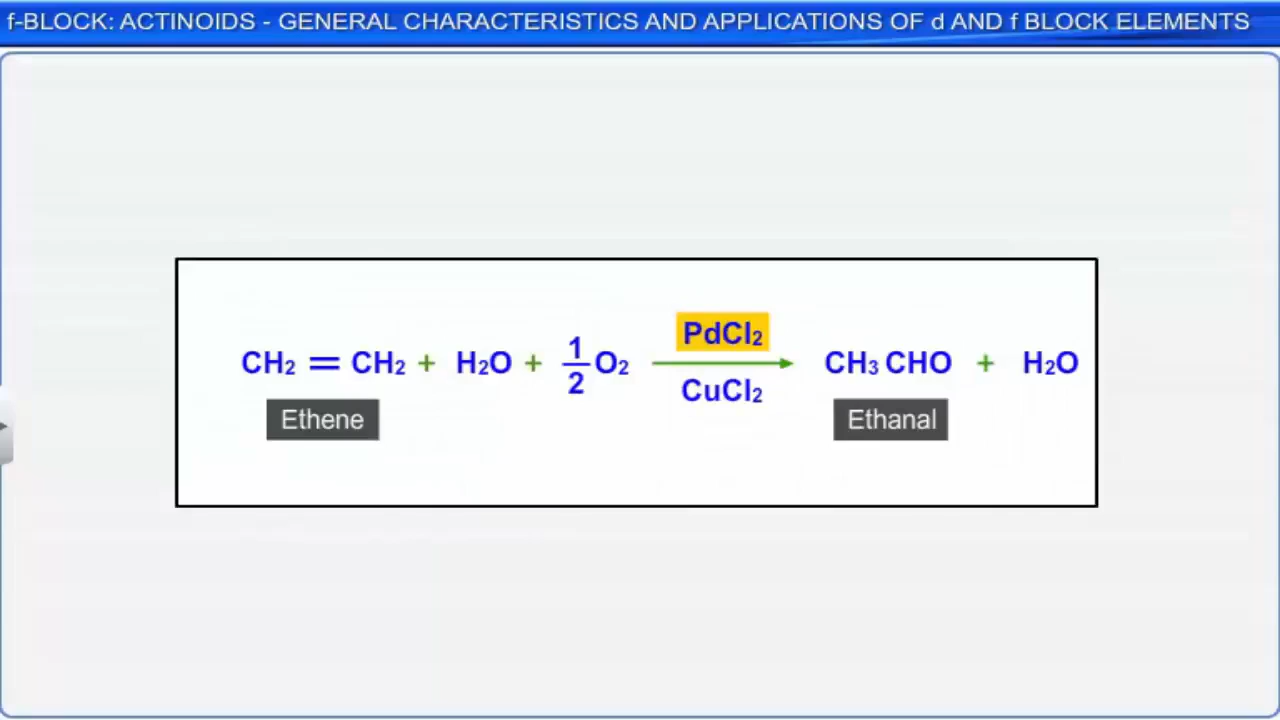 f-BLOCK: ACTINOIDS - GENERAL CHARACTERISTICS AND APPLICATIONS OF d AND f BLOCK ELEMENTS
PdCl₂
CH₂ = CH₂ + H₂O + 1/2 O₂ → CH₃ CHO + H₂O
CuCl₂
Ethene Ethanal